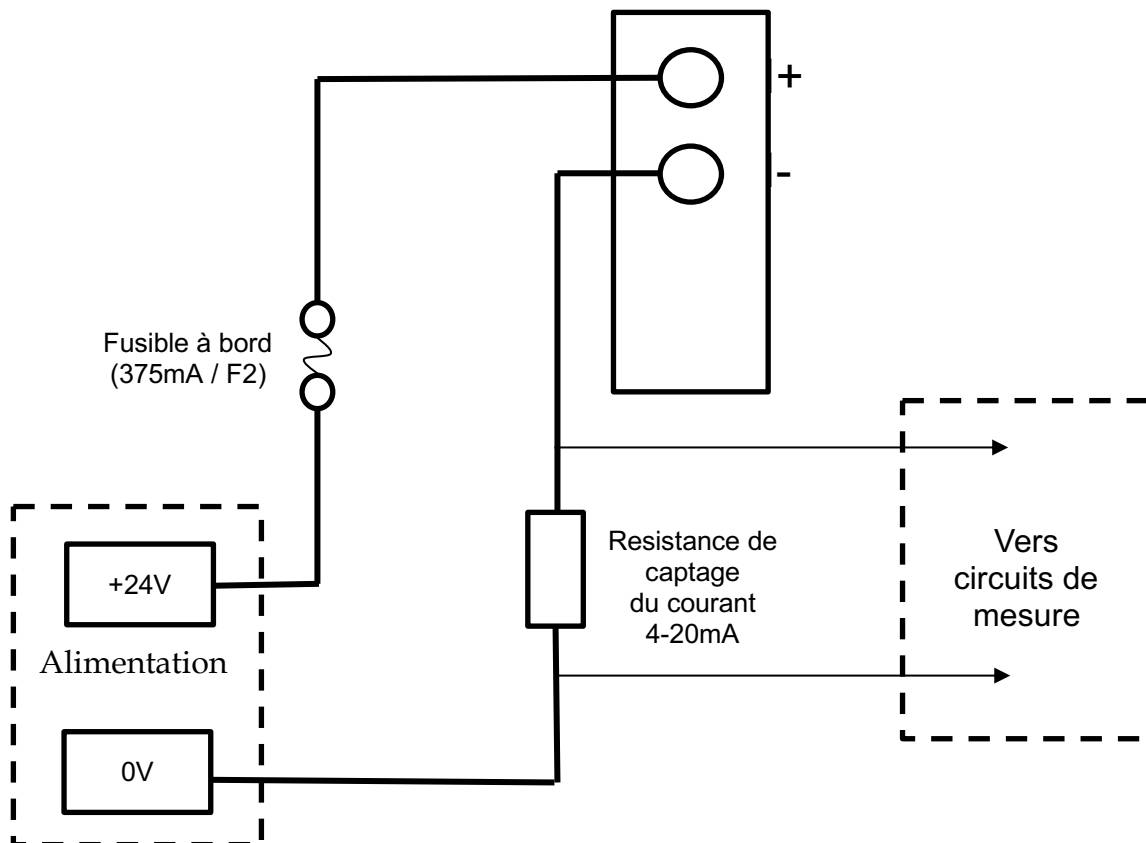 +
-
Fusible à bord
(375mA / F2)
+24V
Alimentation
0V
Resistance de
captage
du courant
4-20mA
Vers
circuits de
mesure